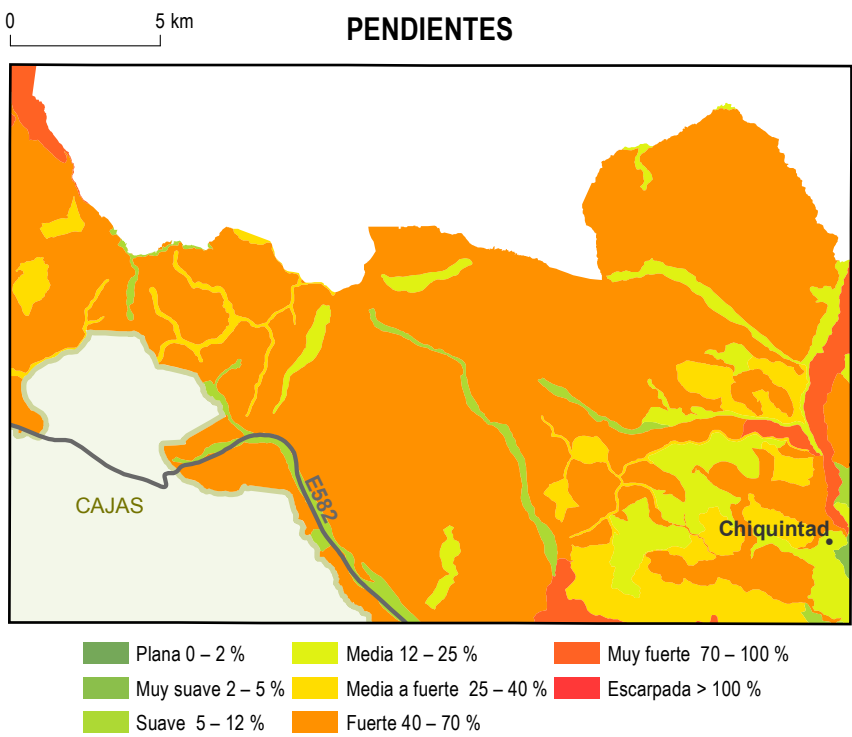 0 5 km
PENDIENTES
E582
CAJAS
Chiquintad
Plana 0 – 2 %
Muy suave 2 – 5 %
Suave 5 – 12 %
Media 12 – 25 %
Media a fuerte 25 – 40 %
Fuerte 40 – 70 %
Muy fuerte 70 – 100 %
Escarpada > 100 %